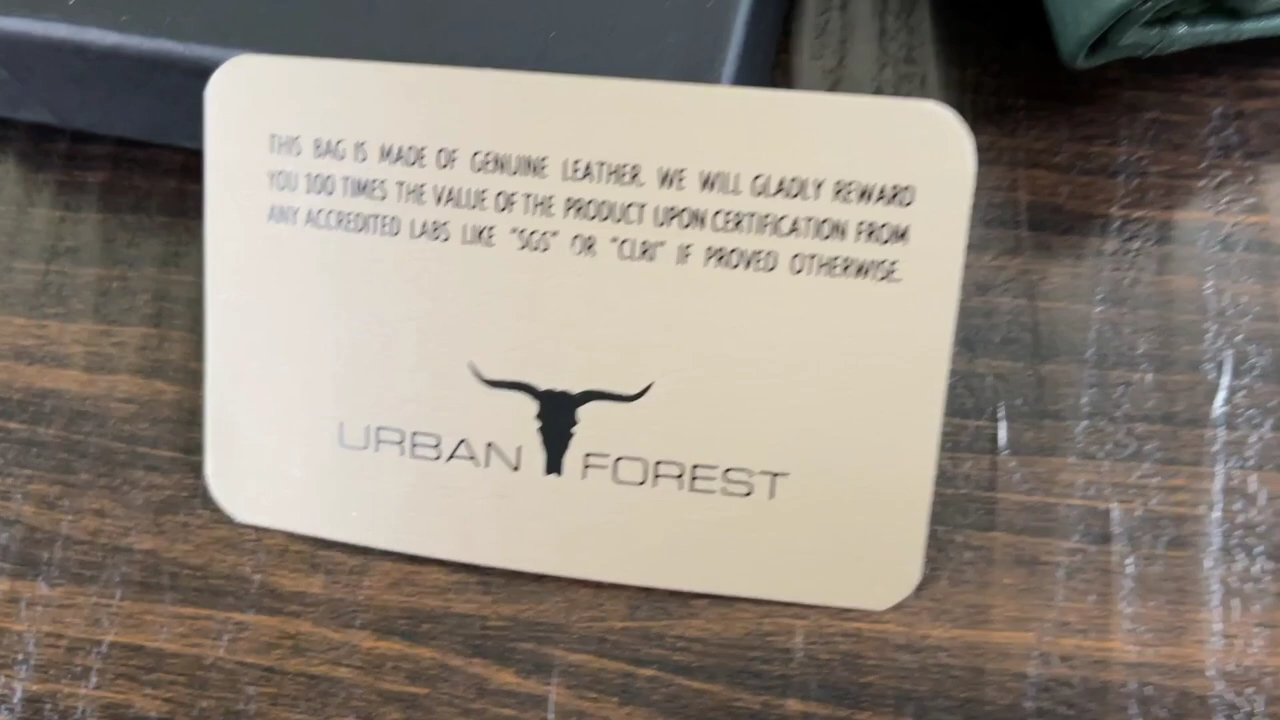 THIS BAG IS MADE OF GENUINE LEATHER. WE WILL GLADLY REWARD
YOU 100 TIMES THE VALUE OF THE PRODUCT UPON CERTIFICATION FROM
ANY ACCREDITED LABS LIKE "SGS" OR "CLRI" IF PROVED OTHERWISE.
URBAN FOREST